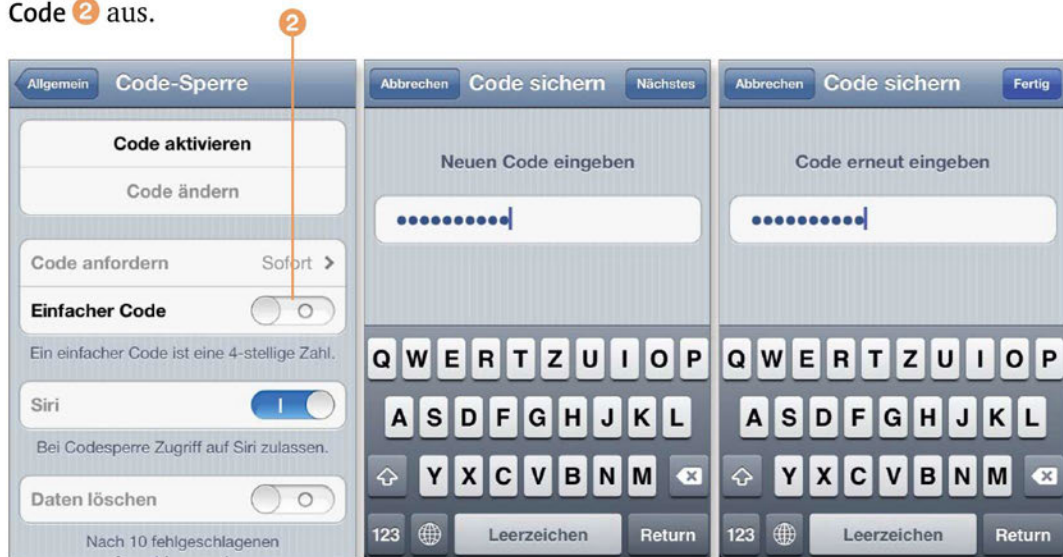 Code 2 aus.
2
Allgemein Code-Sperre
Code aktivieren
Code ändern
Code anfordern Sofort
Einfacher Code
Ein einfacher Code ist eine 4-stellige Zahl.
Siri
Bei Codesperre Zugriff auf Siri zulassen.
Daten löschen
Nach 10 fehlgeschlagenen
Abbrechen Code sichern Nächstes
Neuen Code eingeben
Q W E R T Z U I O P
A S D F G H J K L
Y X C V B N M
123 Leerzeichen Return
Abbrechen Code sichern Fertig
Code erneut eingeben
Q W E R T Z U I O P
A S D F G H J K L
Y X C V B N M
123 Leerzeichen Return